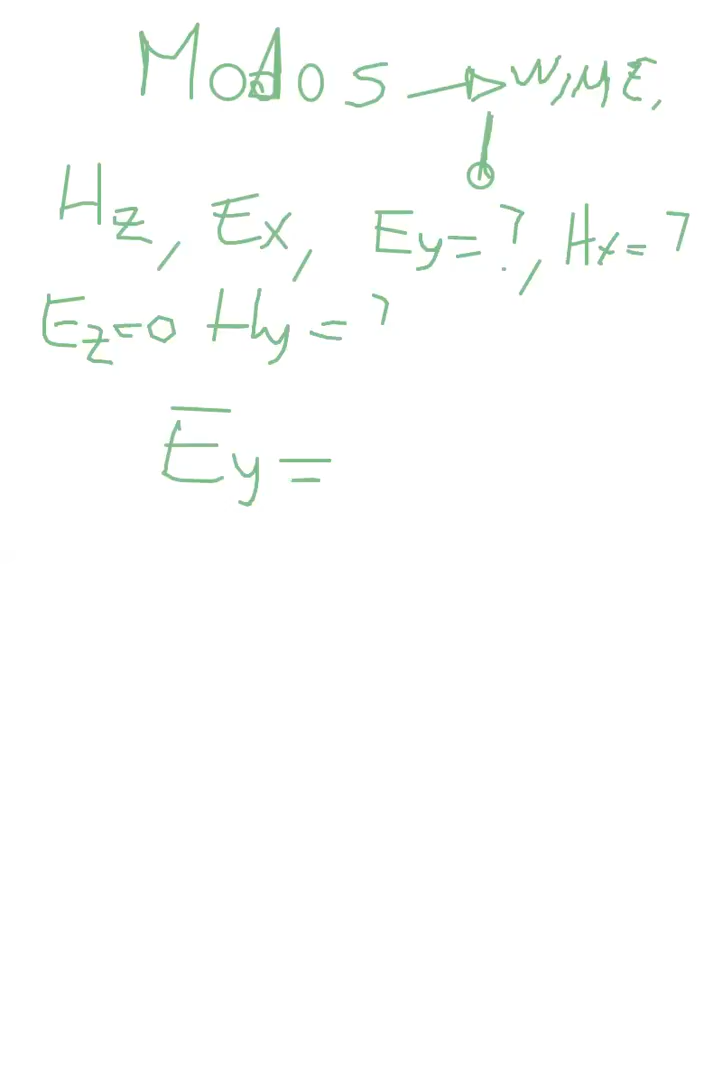 Modos → W, M E,
Hz, Ex, Ey=?, Hx=?
Ez=0 Hy=?
Ey=